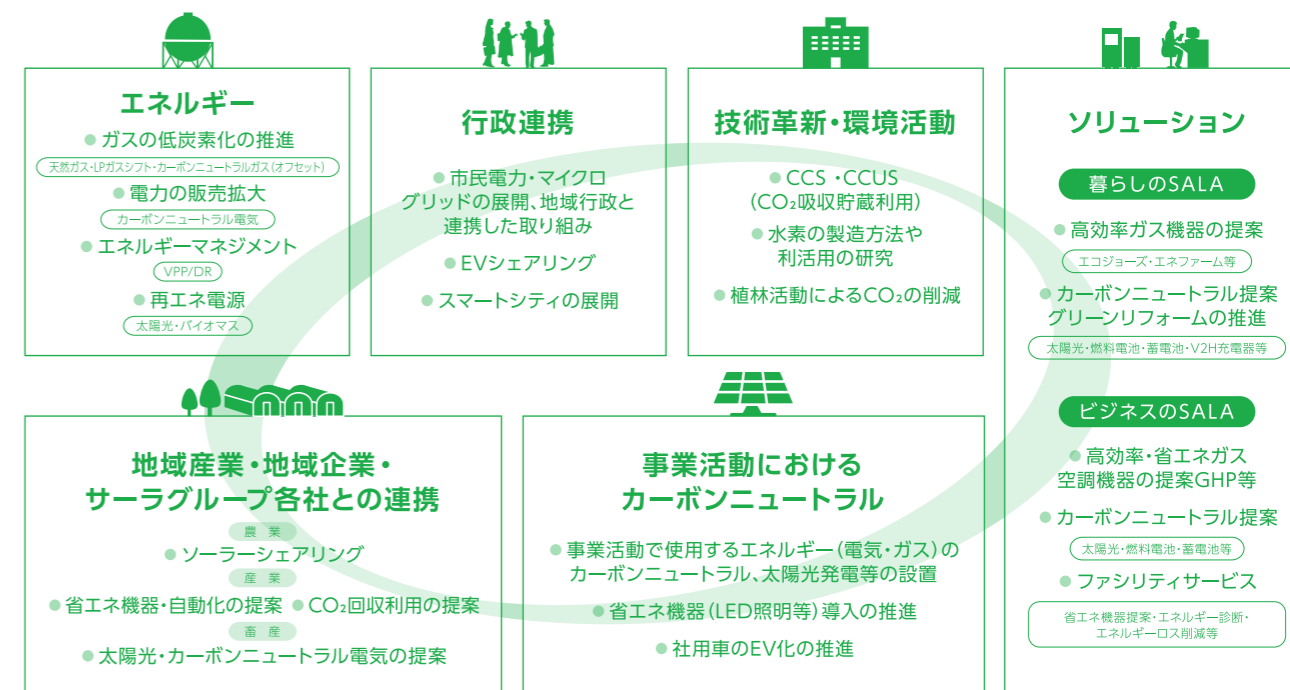 エネルギー
● ガスの低炭素化の推進
天然ガス・LPガスシフト・カーボンニュートラルガス(オフセット)
● 電力の販売拡大
カーボンニュートラル電気
● エネルギーマネジメント
VPP/DR
● 再エネ電源
太陽光・バイオマス
行政連携
● 市民電力・マイクロ
グリッドの展開、地域行政と
連携した取り組み
● EVシェアリング
● スマートシティの展開
技術革新・環境活動
● CCS ・CCUS
(CO₂吸収貯蔵利用)
● 水素の製造方法や
利活用の研究
● 植林活動によるCO₂の削減
ソリューション
暮らしのSALA
● 高効率ガス機器の提案
エコジョーズ・エネファーム等
● カーボンニュートラル提案
グリーンリフォームの推進
太陽光・燃料電池・蓄電池・V2H充電器等
ビジネスのSALA
● 高効率・省エネガス
空調機器の提案GHP等
● カーボンニュートラル提案
太陽光・燃料電池・蓄電池等
● ファシリティサービス
省エネ機器提案・エネルギー診断・
エネルギーロス削減等
地域産業・地域企業・
サーラグループ各社との連携
農 業
● ソーラーシェアリング
産 業
● 省エネ機器・自動化の提案 ● CO₂回収利用の提案
畜 産
● 太陽光・カーボンニュートラル電気の提案
事業活動における
カーボンニュートラル
● 事業活動で使用するエネルギー(電気・ガス)の
カーボンニュートラル、太陽光発電等の設置
● 省エネ機器(LED照明等)導入の推進
● 社用車のEV化の推進